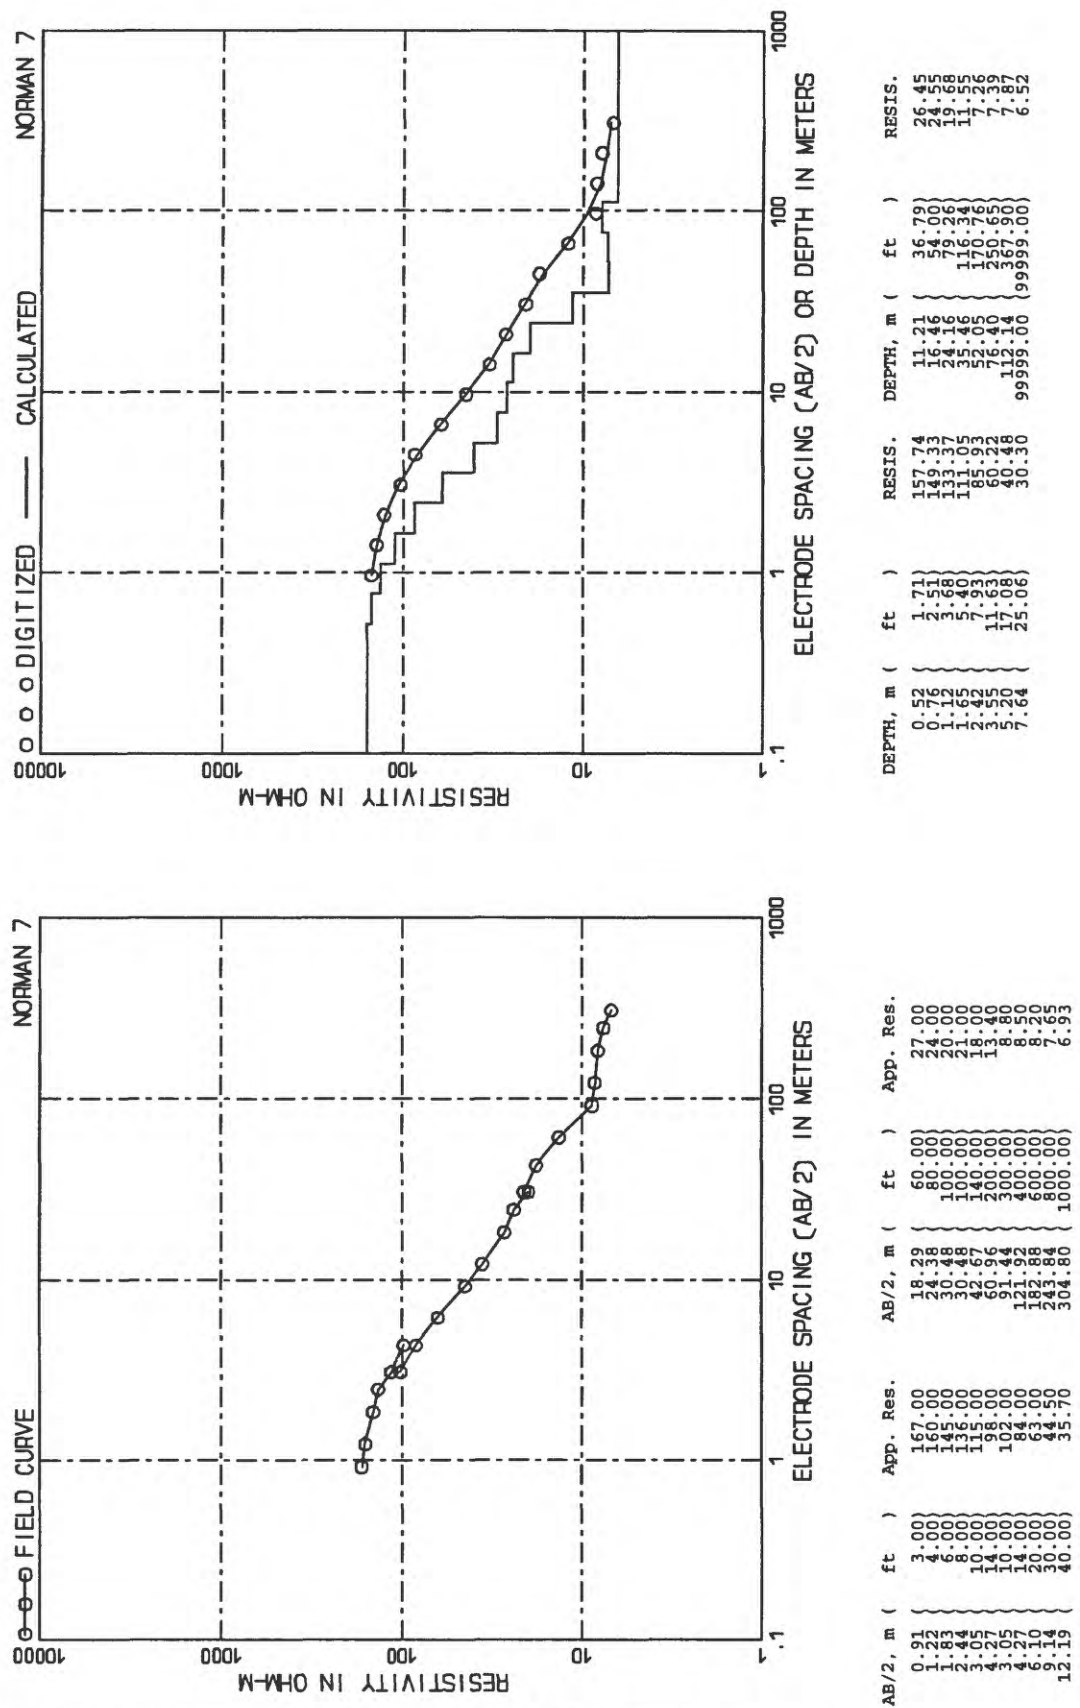 ⊖-⊖-⊖ FIELD CURVE NORMAN 7
10000
1000
100
10
1
RESISTIVITY IN OHM-M
.1 1 10 100 1000
ELECTRODE SPACING (AB/2) IN METERS
AB/2, m ( ft ) App. Res. AB/2, m ( ft ) App. Res.
0.91 ( 3.00) 167.00 18.29 ( 60.00) 27.00
1.22 ( 4.00) 160.00 24.38 ( 80.00) 24.00
1.83 ( 6.00) 145.00 30.48 ( 100.00) 20.00
2.44 ( 8.00) 136.00 30.48 ( 100.00) 21.00
3.05 ( 10.00) 115.00 42.67 ( 140.00) 18.00
4.27 ( 14.00) 98.00 60.96 ( 200.00) 13.40
3.05 ( 10.00) 102.00 91.44 ( 300.00) 8.80
4.27 ( 14.00) 84.00 121.92 ( 400.00) 8.50
6.10 ( 20.00) 63.00 182.88 ( 600.00) 8.20
9.14 ( 30.00) 44.50 243.84 ( 800.00) 7.65
12.19 ( 40.00) 35.70 304.80 ( 1000.00) 6.93
o o o DIGITIZED —— CALCULATED NORMAN 7
10000
1000
100
10
1
RESISTIVITY IN OHM-M
.1 1 10 100 1000
ELECTRODE SPACING (AB/2) OR DEPTH IN METERS
DEPTH, m ( ft ) RESIS. DEPTH, m ( ft ) RESIS.
0.52 ( 1.71) 157.74 11.21 ( 36.79) 26.45
0.76 ( 2.51) 149.33 16.46 ( 54.00) 24.55
1.12 ( 3.68) 133.37 24.16 ( 79.26) 19.68
1.65 ( 5.40) 111.05 35.46 ( 116.34) 11.55
2.42 ( 7.93) 85.93 52.05 ( 170.76) 7.26
3.55 ( 11.63) 60.22 76.40 ( 250.65) 7.39
5.20 ( 17.08) 40.48 112.14 ( 367.90) 7.87
7.64 ( 25.06) 30.30 99999.00 (99999.00) 6.52